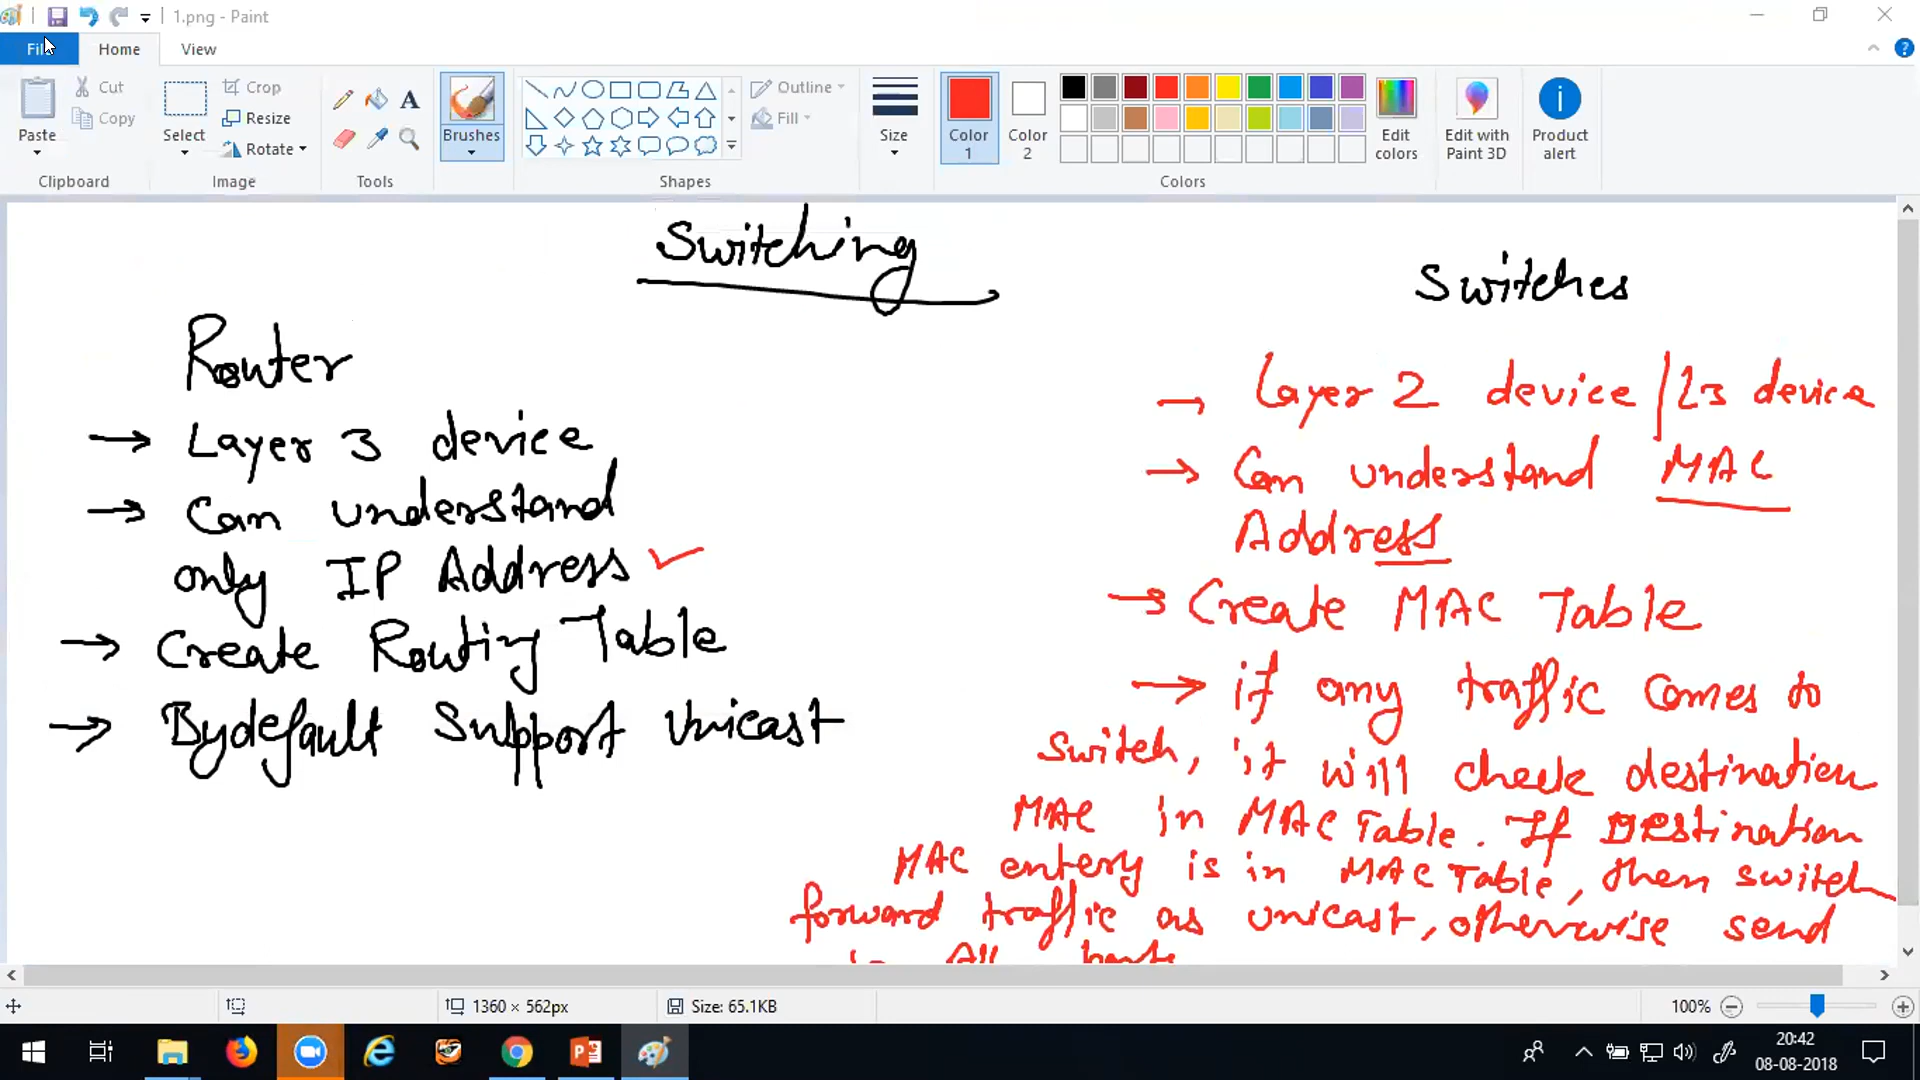 1.png - Paint
File Home View
Paste Cut Copy Clipboard
Select Crop Resize Rotate Image
Tools
Brushes
Shapes
Outline Fill
Size
Color 1
Color 2
Colors
Edit colors
Edit with Paint 3D
Product alert
Switching
Router
→ Layer 3 device
→ Can understand
only IP Address ✓
→ Create Routing Table
→ Bydefault Support Unicast
Switches
→ Layer 2 device / L3 device
→ Can understand MAC
Address
→ Create MAC Table
→ if any traffic comes to
switch, it will check destination
MAC in MAC Table. If Destination
MAC entery is in MAC Table, then switch
forward traffic as unicast, otherwise send
to All
1360 × 562px
Size: 65.1KB
100%
20:42
08-08-2018